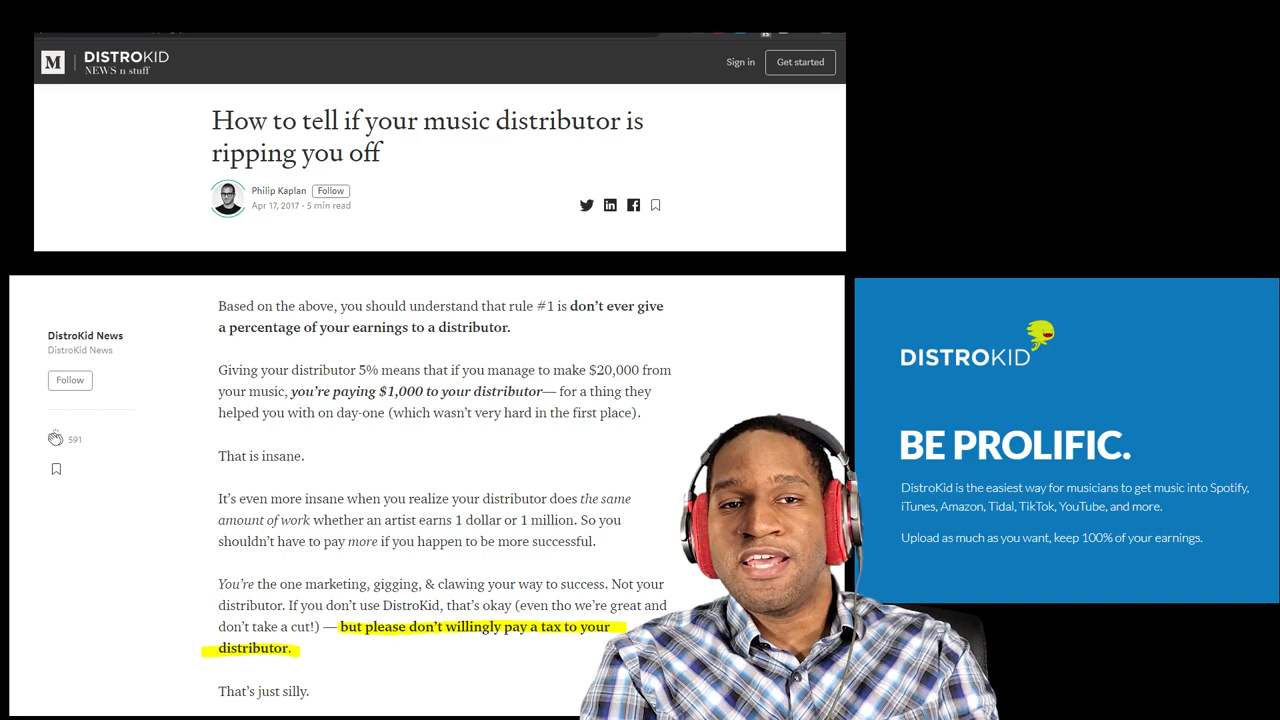 M DISTROKID
NEWS n stuff
Sign in
Get started
How to tell if your music distributor is
ripping you off
Philip Kaplan Follow
Apr 17, 2017 · 5 min read
DistroKid News
DistroKid News
Follow
591
Based on the above, you should understand that rule #1 is don’t ever give
a percentage of your earnings to a distributor.
Giving your distributor 5% means that if you manage to make $20,000 from
your music, you’re paying $1,000 to your distributor— for a thing they
helped you with on day-one (which wasn’t very hard in the first place).
That is insane.
It’s even more insane when you realize your distributor does the same
amount of work whether an artist earns 1 dollar or 1 million. So you
shouldn’t have to pay more if you happen to be more successful.
You’re the one marketing, gigging, & clawing your way to success. Not your
distributor. If you don’t use DistroKid, that’s okay (even tho we’re great and
don’t take a cut!) — but please don’t willingly pay a tax to your
distributor.
That’s just silly.
DISTROKID
BE PROLIFIC.
DistroKid is the easiest way for musicians to get music into Spotify,
iTunes, Amazon, Tidal, TikTok, YouTube, and more.
Upload as much as you want, keep 100% of your earnings.